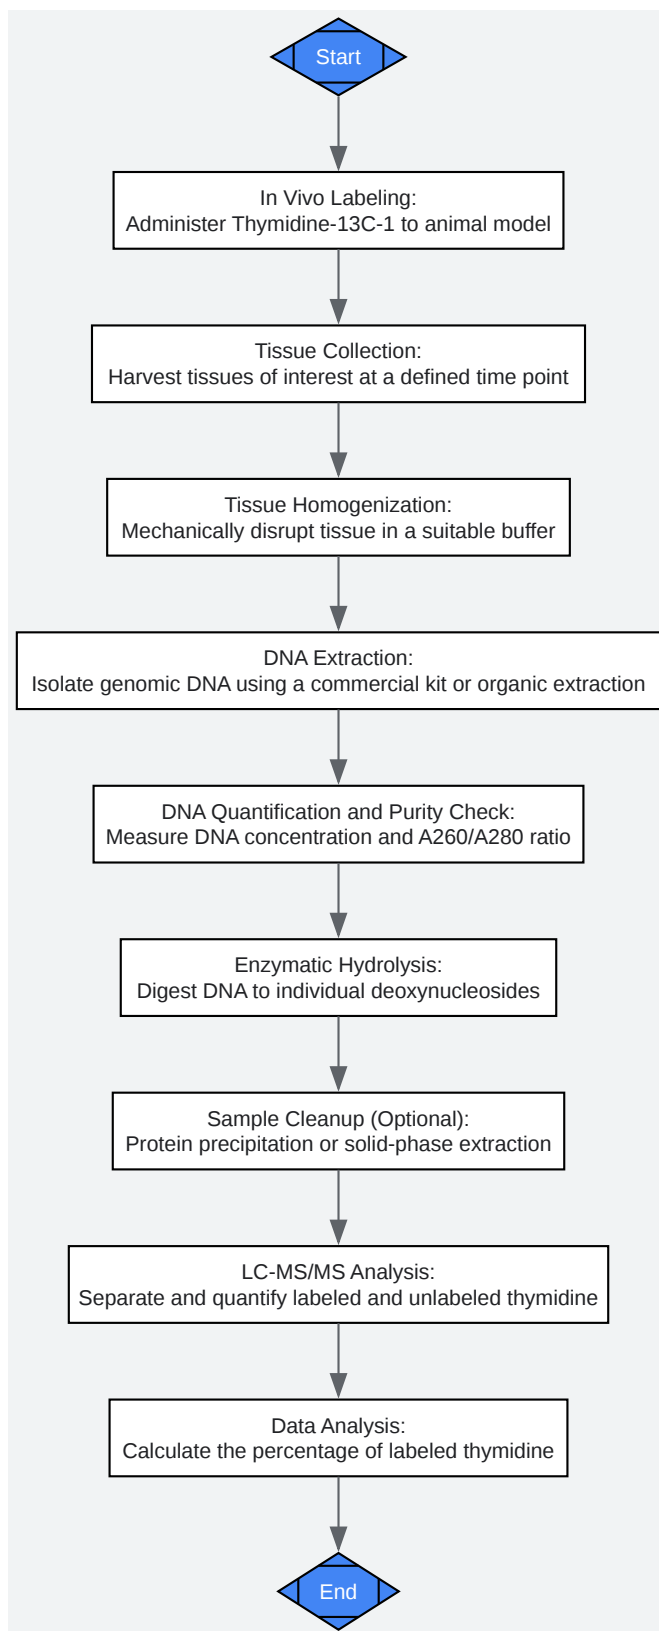 Start
In Vivo Labeling:
Administer Thymidine-13C-1 to animal model
Tissue Collection:
Harvest tissues of interest at a defined time point
Tissue Homogenization:
Mechanically disrupt tissue in a suitable buffer
DNA Extraction:
Isolate genomic DNA using a commercial kit or organic extraction
DNA Quantification and Purity Check:
Measure DNA concentration and A260/A280 ratio
Enzymatic Hydrolysis:
Digest DNA to individual deoxynucleosides
Sample Cleanup (Optional):
Protein precipitation or solid-phase extraction
LC-MS/MS Analysis:
Separate and quantify labeled and unlabeled thymidine
Data Analysis:
Calculate the percentage of labeled thymidine
End